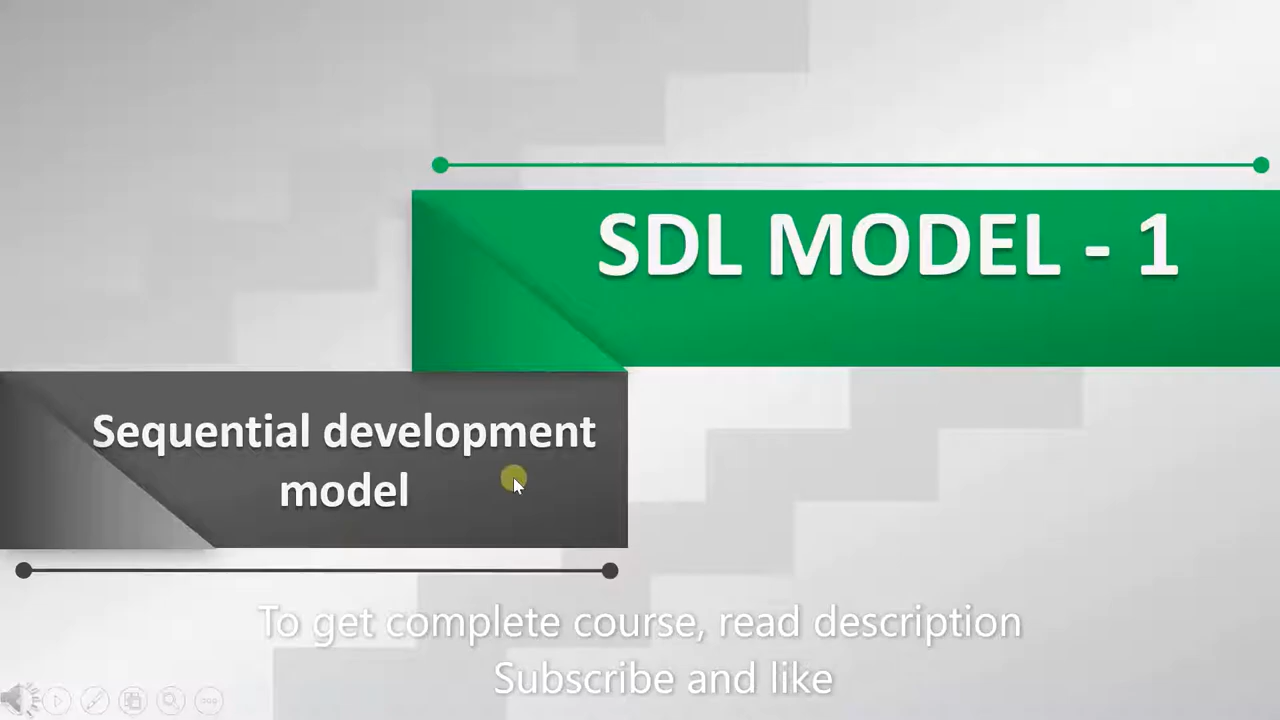 SDL MODEL - 1
Sequential development
model
To get complete course, read description
Subscribe and like